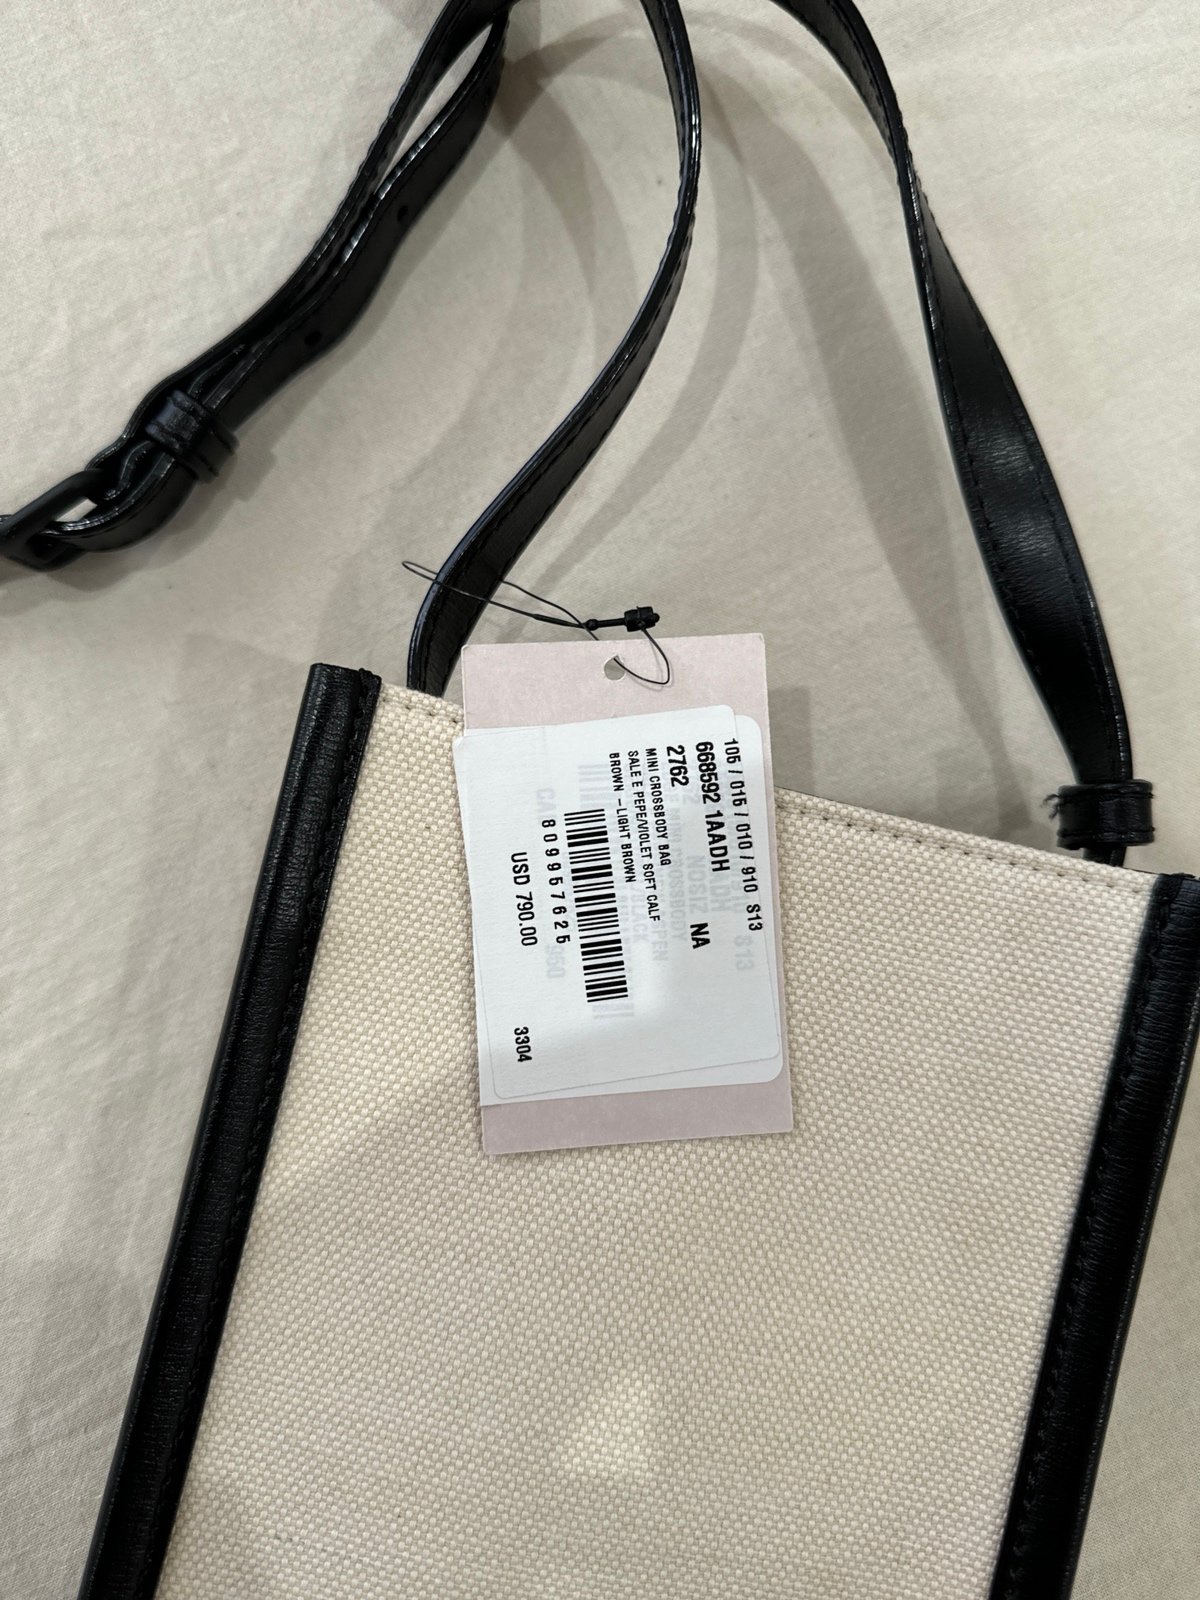 105 / 015 / 010 / 910 S13
668592 1AADH NA
2762
MINI CROSSBODY BAG
SALE E PEPE/VIOLET SOFT CALF
BROWN - LIGHT BROWN
809957625
USD 790.00 3304